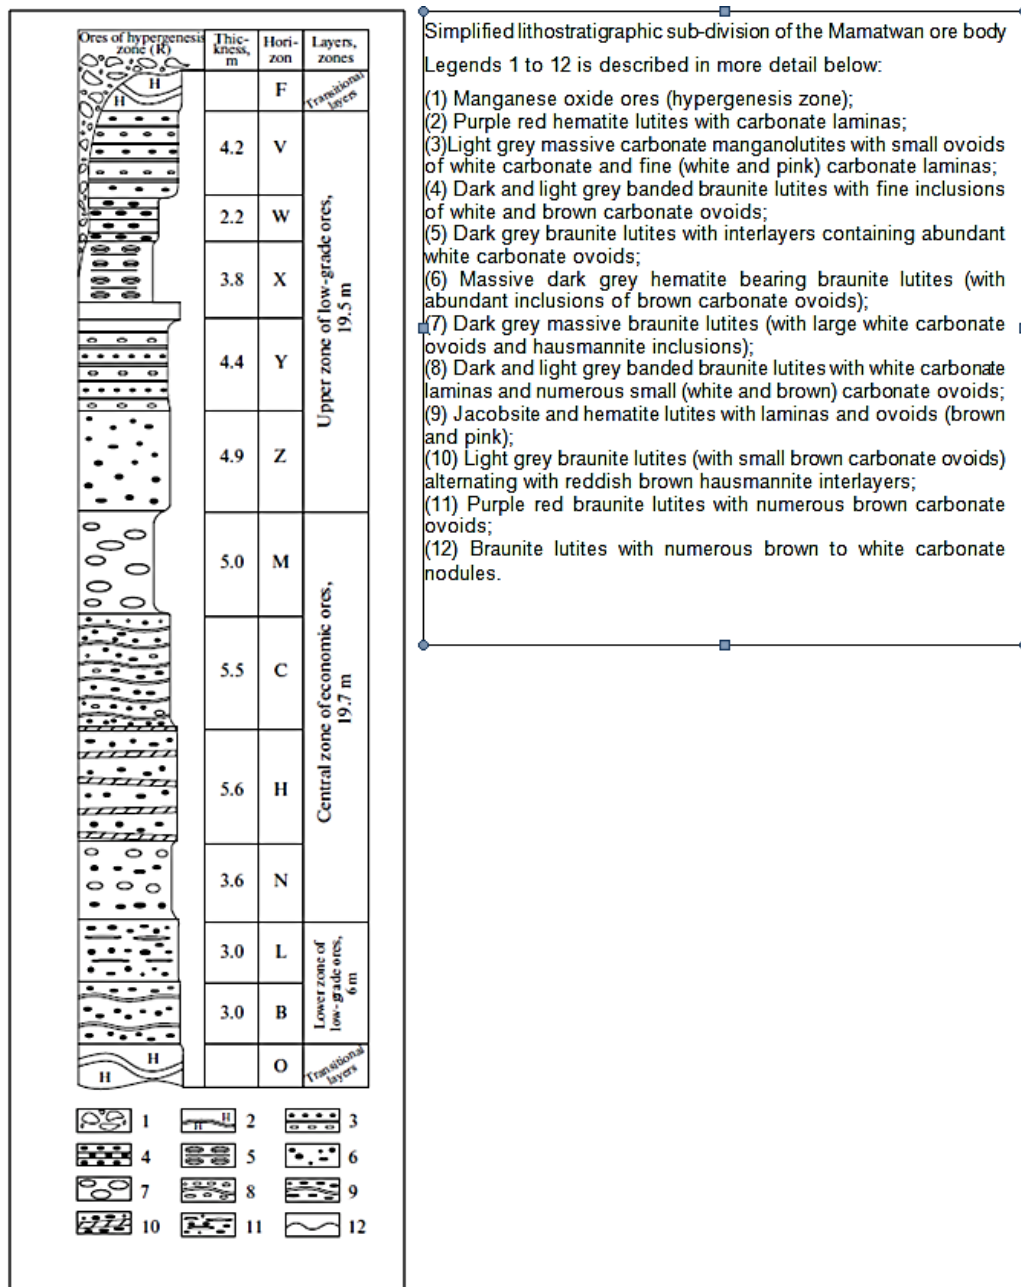 Ores of hypergenesis zone (R)
Thic-kness, m
Hori-zon
Layers, zones
H
H
F
Transitional layers
4.2
V
2.2
W
3.8
X
4.4
Y
4.9
Z
Upper zone of low-grade ores,
19.5 m
5.0
M
5.5
C
5.6
H
3.6
N
Central zone of economic ores,
19.7 m
3.0
L
3.0
B
Lower zone of
low-grade ores,
6 m
H
H
O
Transitional layers
1
2
3
4
5
6
7
8
9
10
11
12
H
H
Simplified lithostratigraphic sub-division of the Mamatwan ore body
Legends 1 to 12 is described in more detail below:
(1) Manganese oxide ores (hypergenesis zone);
(2) Purple red hematite lutites with carbonate laminas;
(3)Light grey massive carbonate manganolutites with small ovoids
of white carbonate and fine (white and pink) carbonate laminas;
(4) Dark and light grey banded braunite lutites with fine inclusions
of white and brown carbonate ovoids;
(5) Dark grey braunite lutites with interlayers containing abundant
white carbonate ovoids;
(6) Massive dark grey hematite bearing braunite lutites (with
abundant inclusions of brown carbonate ovoids);
(7) Dark grey massive braunite lutites (with large white carbonate
ovoids and hausmannite inclusions);
(8) Dark and light grey banded braunite lutites with white carbonate
laminas and numerous small (white and brown) carbonate ovoids;
(9) Jacobsite and hematite lutites with laminas and ovoids (brown
and pink);
(10) Light grey braunite lutites (with small brown carbonate ovoids)
alternating with reddish brown hausmannite interlayers;
(11) Purple red braunite lutites with numerous brown carbonate
ovoids;
(12) Braunite lutites with numerous brown to white carbonate
nodules.